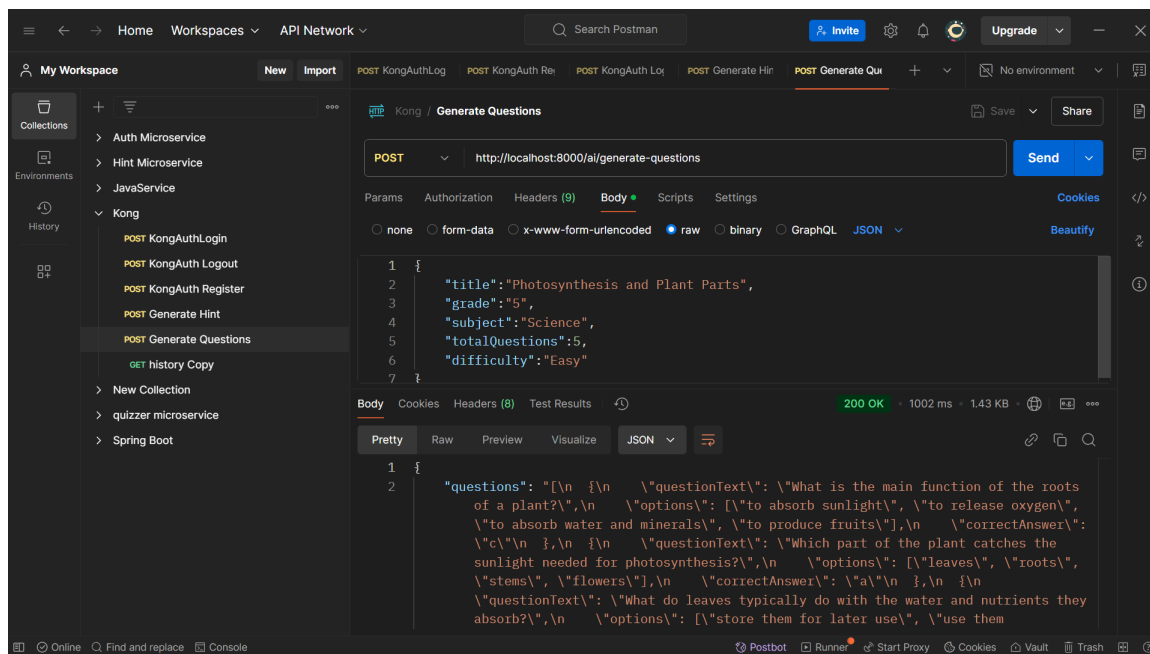 Home Workspaces API Network Search Postman Invite Upgrade
My Workspace New Import POST KongAuthLog POST KongAuth Re POST KongAuth Lo POST Generate Hin POST Generate Que No environment
Collections
Environments
History
Auth Microservice
Hint Microservice
JavaService
Kong
POST KongAuthLogin
POST KongAuth Logout
POST KongAuth Register
POST Generate Hint
POST Generate Questions
GET history Copy
New Collection
quizzer microservice
Spring Boot
HTTP Kong / Generate Questions Save Share
POST http://localhost:8000/ai/generate-questions Send
Params Authorization Headers (9) Body Scripts Settings Cookies
none form-data x-www-form-urlencoded raw binary GraphQL JSON Beautify
1 {
2 "title":"Photosynthesis and Plant Parts",
3 "grade":"5",
4 "subject":"Science",
5 "totalQuestions":5,
6 "difficulty":"Easy"
7 }
Body Cookies Headers (8) Test Results 200 OK 1002 ms 1.43 KB e.g.
Pretty Raw Preview Visualize JSON
1 {
2 "questions": "[\n {\n \"questionText\": \"What is the main function of the roots
of a plant?\",\n \"options\": [\"to absorb sunlight\", \"to release oxygen\",
\"to absorb water and minerals\", \"to produce fruits\"],\n \"correctAnswer\":
\"c\"\n },\n {\n \"questionText\": \"Which part of the plant catches the
sunlight needed for photosynthesis?\",\n \"options\": [\"leaves\", \"roots\",
\"stems\", \"flowers\"],\n \"correctAnswer\": \"a\"\n },\n {\n
\"questionText\": \"What do leaves typically do with the water and nutrients they
absorb?\",\n \"options\": [\"store them for later use\", \"use them
Online Find and replace Console Postbot Runner Start Proxy Cookies Vault Trash